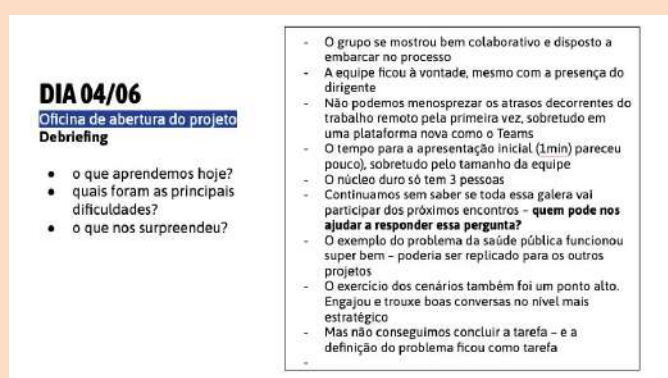 DIA 04/06
Oficina de abertura do projeto
Debriefing
● o que aprendemos hoje?
● quais foram as principais
dificuldades?
● o que nos surpreendeu?
- O grupo se mostrou bem colaborativo e disposto a
embarcar no processo
- A equipe ficou à vontade, mesmo com a presença do
dirigente
- Não podemos menosprezar os atrasos decorrentes do
trabalho remoto pela primeira vez, sobretudo em
uma plataforma nova como o Teams
- O tempo para a apresentação inicial (1min) pareceu
pouco), sobretudo pelo tamanho da equipe
- O núcleo duro só tem 3 pessoas
- Continuamos sem saber se toda essa galera vai
participar dos próximos encontros – quem pode nos
ajudar a responder essa pergunta?
- O exemplo do problema da saúde pública funcionou
super bem – poderia ser replicado para os outros
projetos
- O exercício dos cenários também foi um ponto alto.
Engajou e trouxe boas conversas no nível mais
estratégico
- Mas não conseguimos concluir a tarefa – e a
definição do problema ficou como tarefa
-